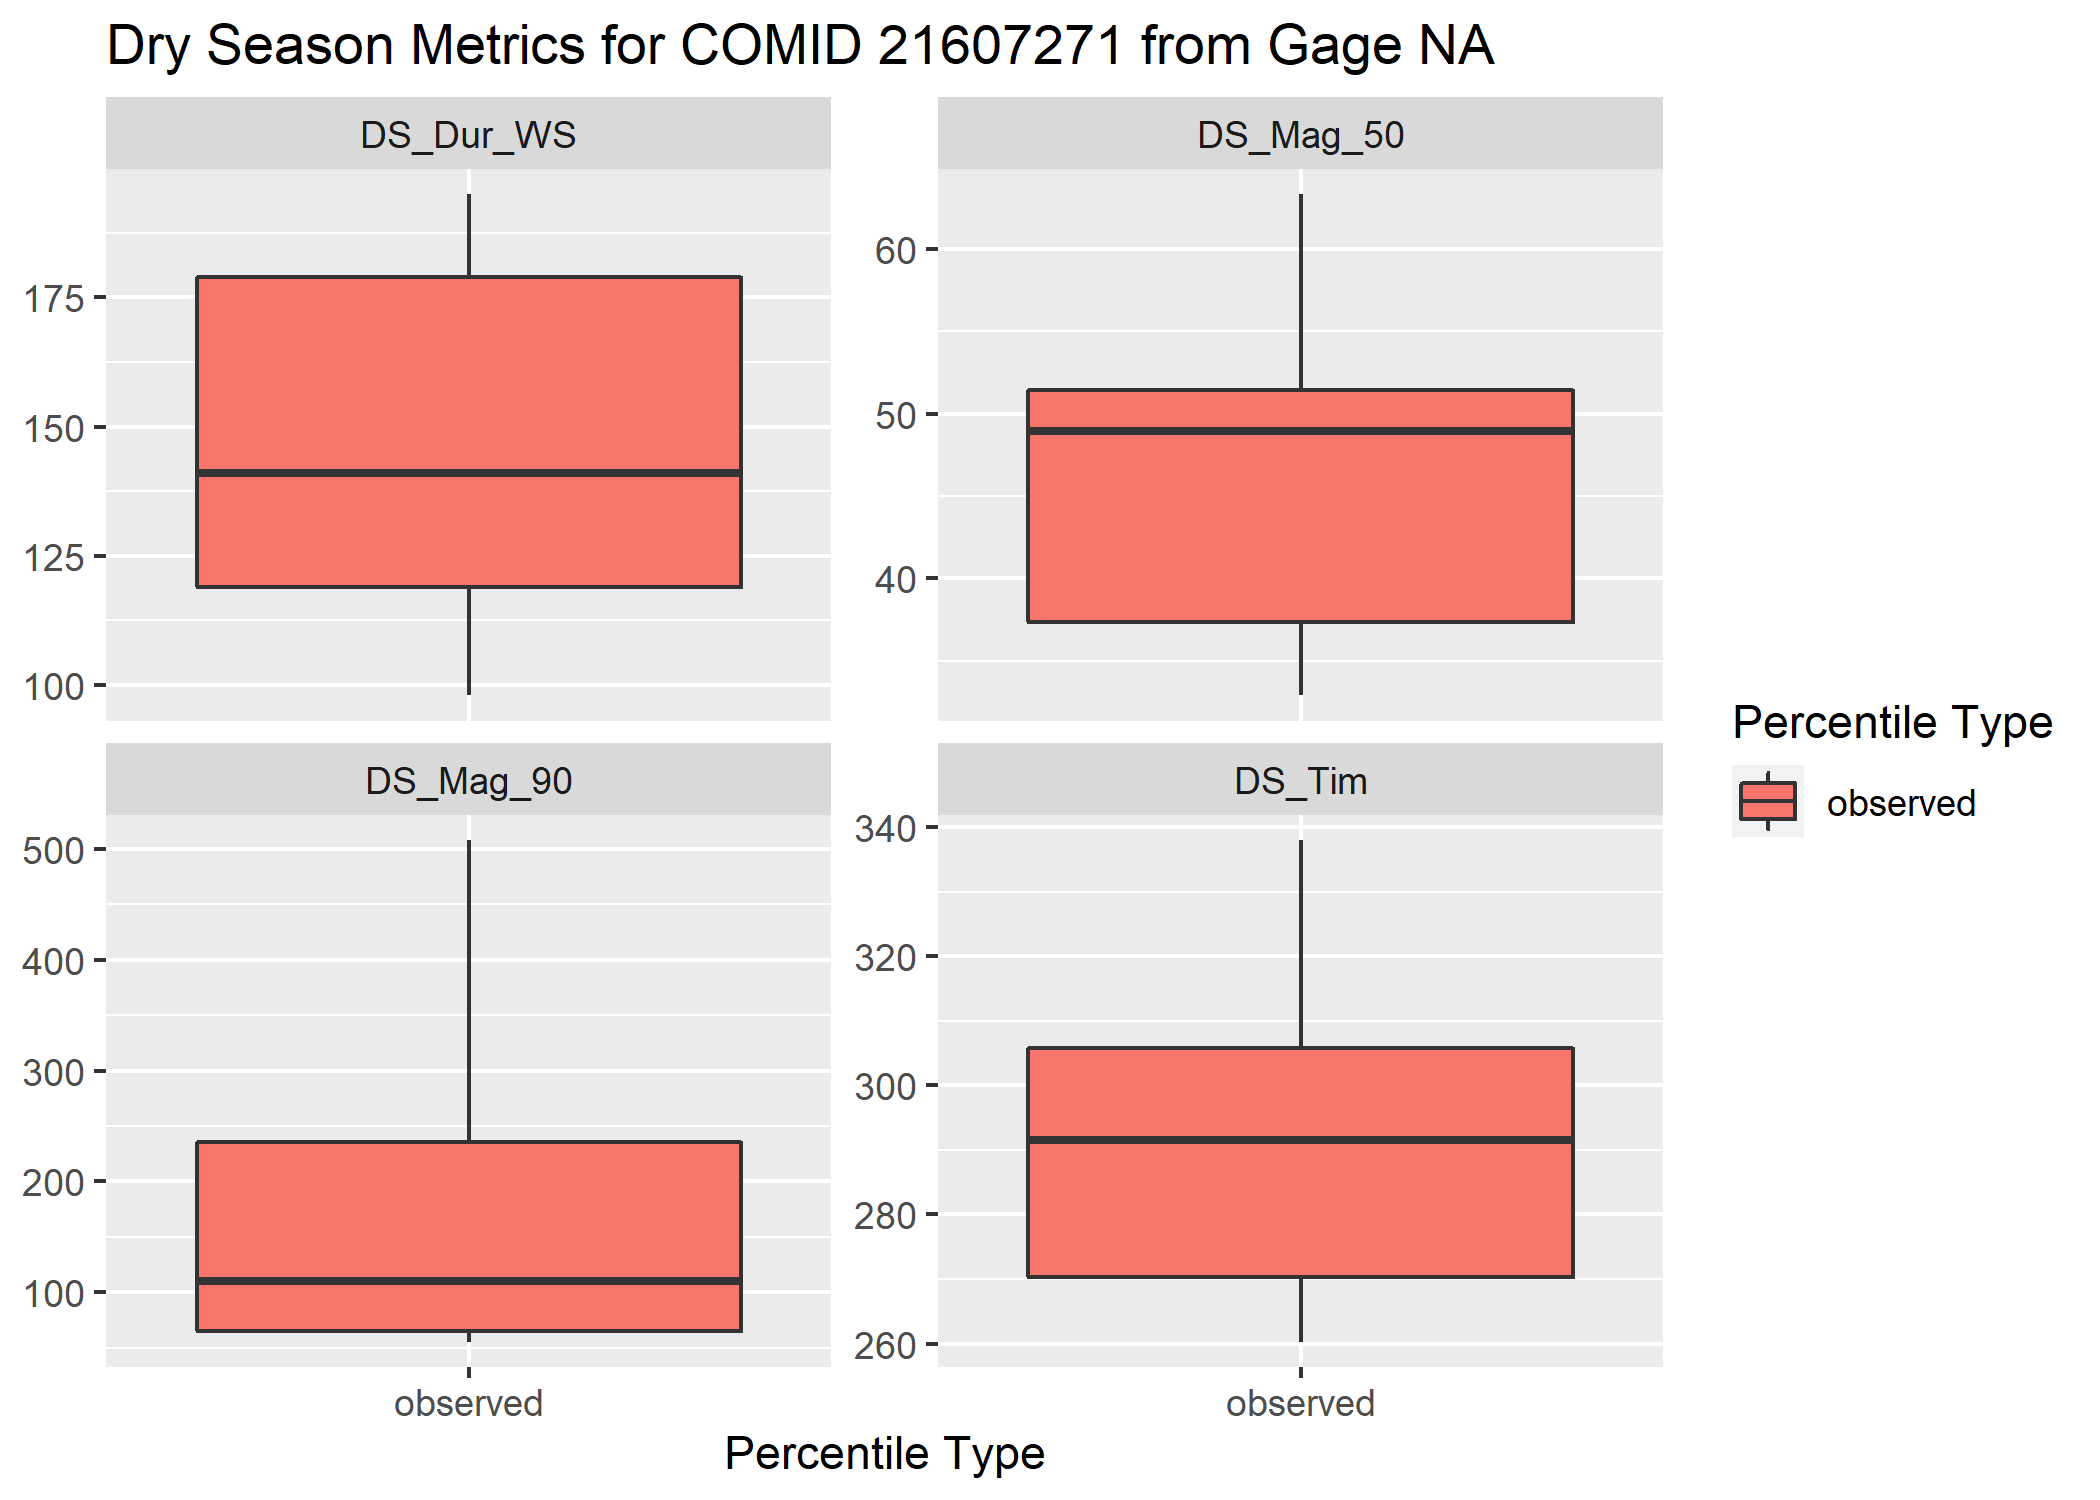 Dry Season Metrics for COMID 21607271 from Gage NA
DS_Dur_WS
175
150
125
100
DS_Mag_50
60
50
40
DS_Mag_90
500
400
300
200
100
observed
DS_Tim
340
320
300
280
260
observed
Percentile Type
Percentile Type
observed